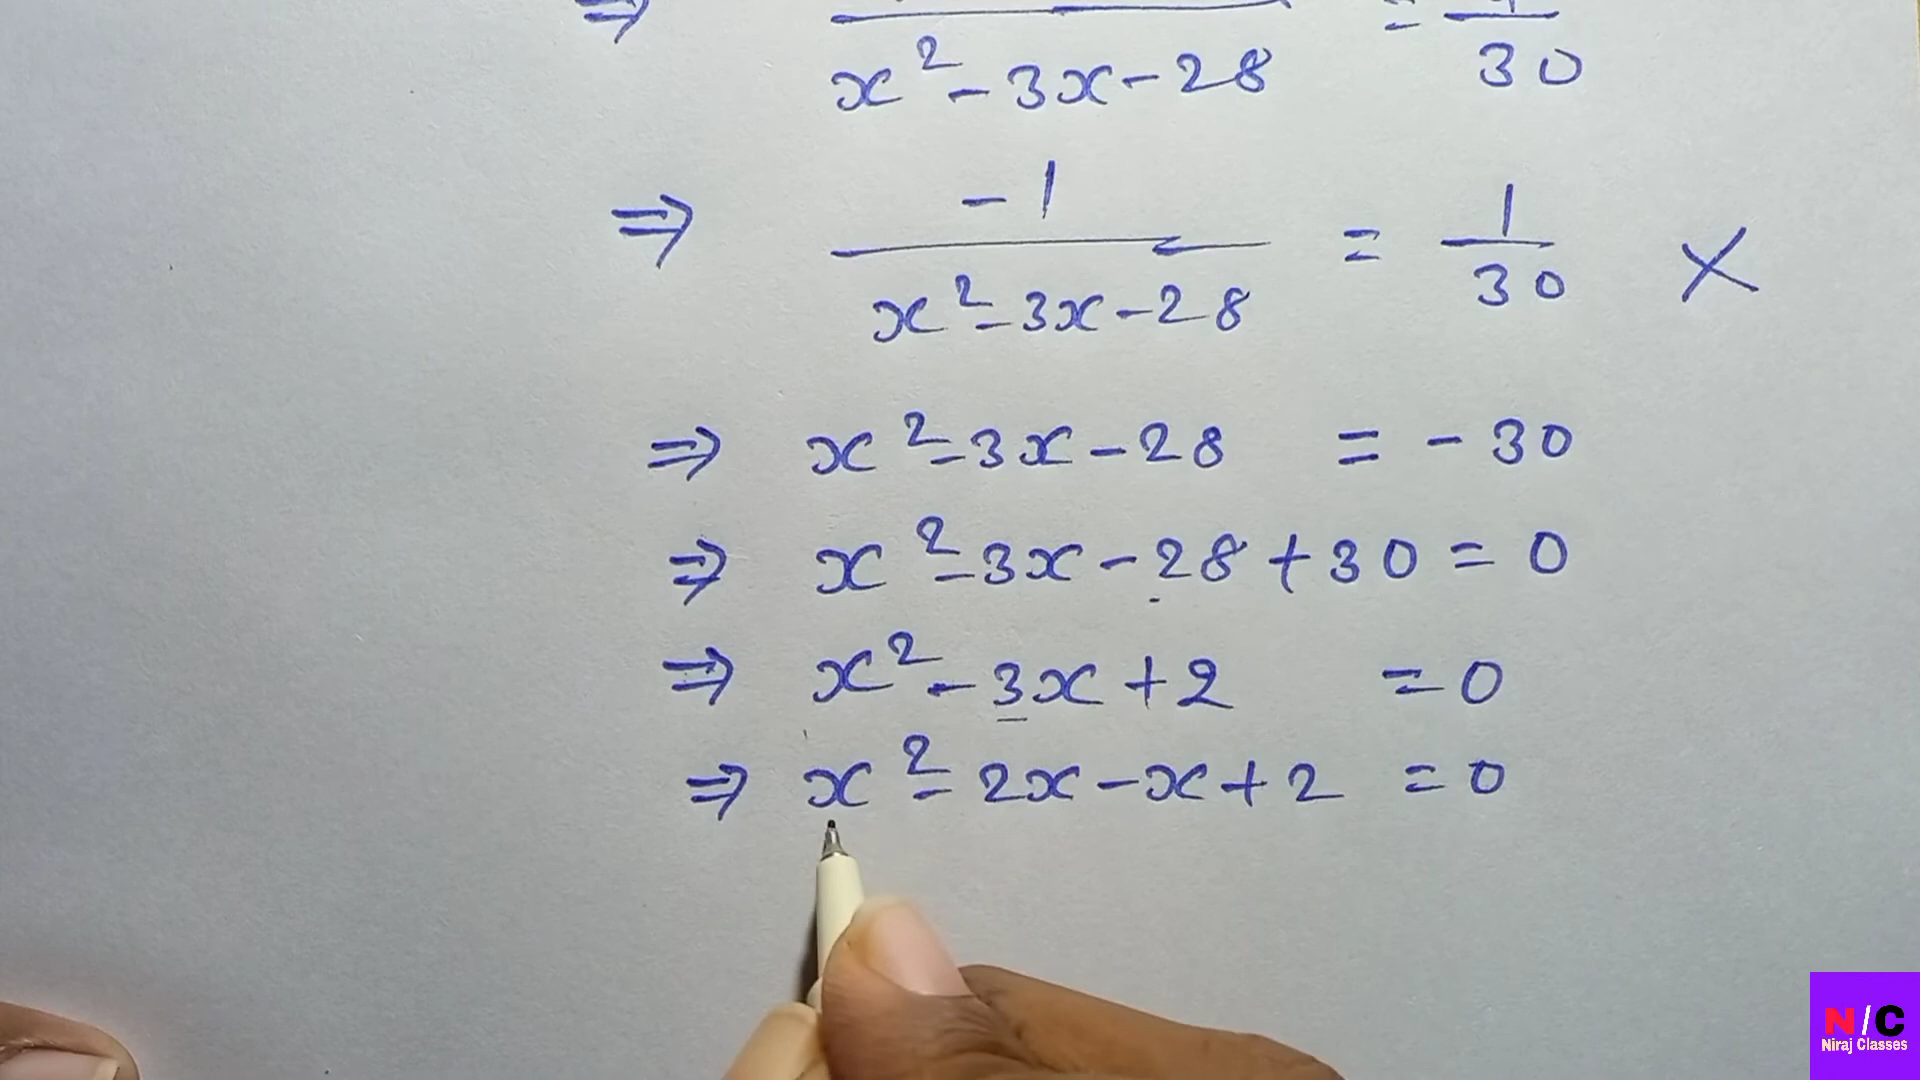 ⇒ x² - 3x - 28 = 30
⇒ -1 / x² - 3x - 28 = 1 / 30 ×
⇒ x² - 3x - 28 = - 30
⇒ x² - 3x - 28 + 30 = 0
⇒ x² - 3x + 2 = 0
⇒ x² - 2x - x + 2 = 0
N/C
Niraj Classes